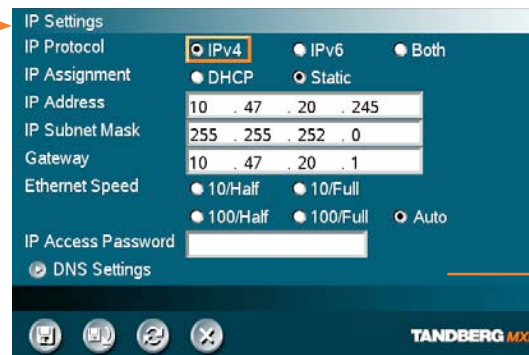 IP Settings
IP Protocol IPv4 IPv6 Both
IP Assignment DHCP Static
IP Address 10 . 47 . 20 . 245
IP Subnet Mask 255 . 255 . 252 . 0
Gateway 10 . 47 . 20 . 1
Ethernet Speed 10/Half 10/Full
100/Half 100/Full Auto
IP Access Password
DNS Settings
TANDBERG MX